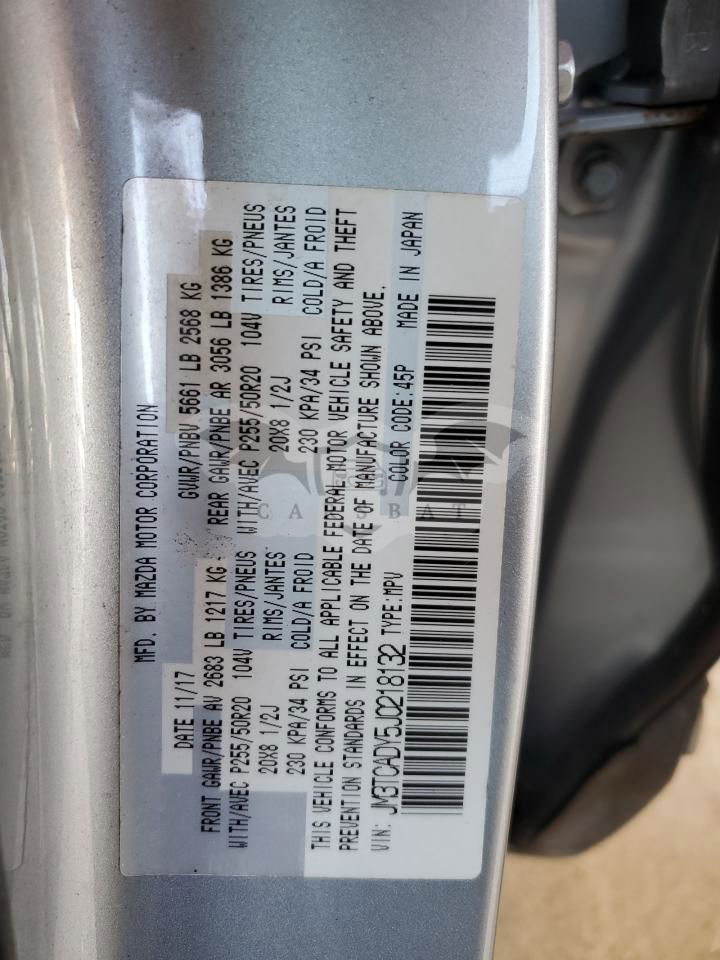 MFD. BY MAZDA MOTOR CORPORATION
DATE 11/17 GVWR/PNBV 5661 LB 2568 KG
FRONT GAWR/PNBE AV 2683 LB 1217 KG REAR GAWR/PNBE AR 3056 LB 1386 KG
WITH/AVEC P255/50R20 104V TIRES/PNEUS WITH/AVEC P255/50R20 104V TIRES/PNEUS
20X8 1/2J RIMS/JANTES 20X8 1/2J RIMS/JANTES
230 KPA/34 PSI COLD/A FROID 230 KPA/34 PSI COLD/A FROID
THIS VEHICLE CONFORMS TO ALL APPLICABLE FEDERAL MOTOR VEHICLE SAFETY AND THEFT
PREVENTION STANDARDS IN EFFECT ON THE DATE OF MANUFACTURE SHOWN ABOVE.
VIN: JM3TCADY5J0218132 TYPE:MPV COLOR CODE:45P MADE IN JAPAN
CARSBAT